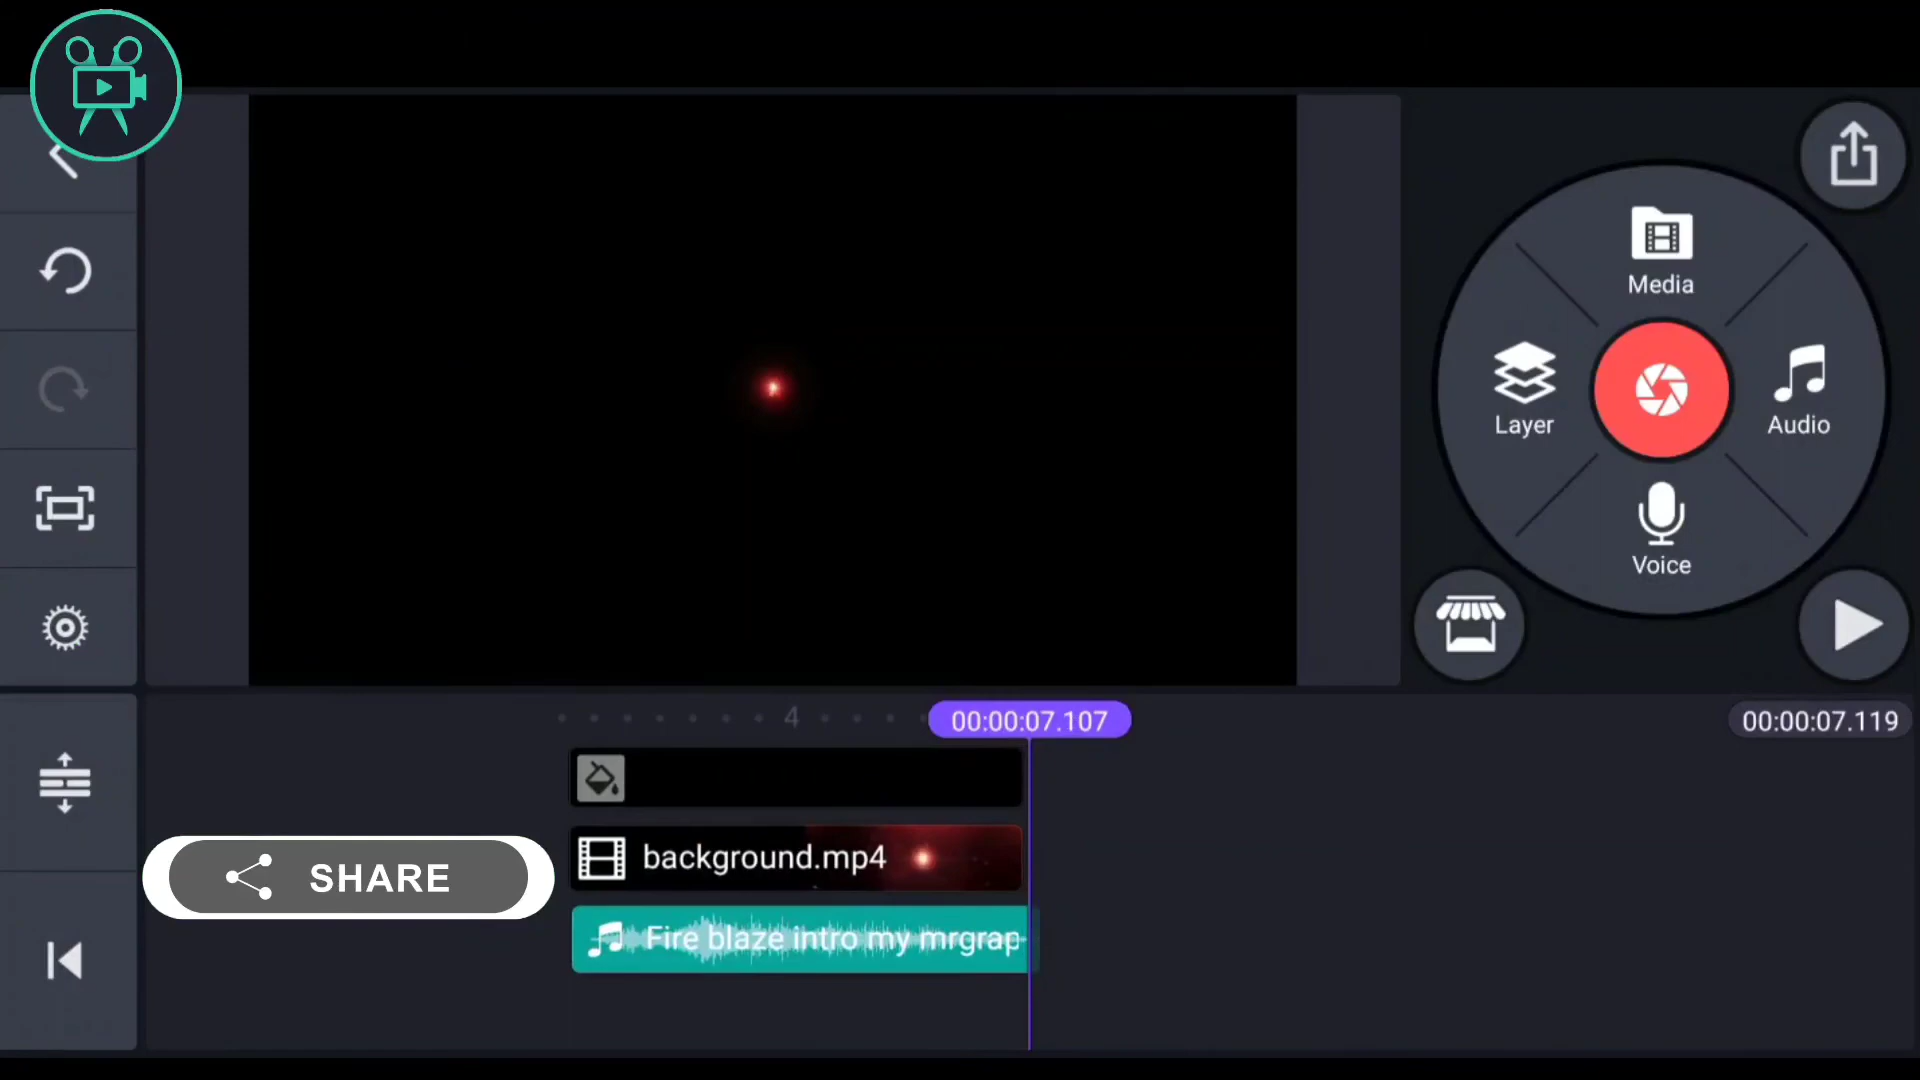 Media
Layer
Audio
Voice
4
00:00:07.107
00:00:07.119
background.mp4
SHARE
Fire blaze intro my mrgrap